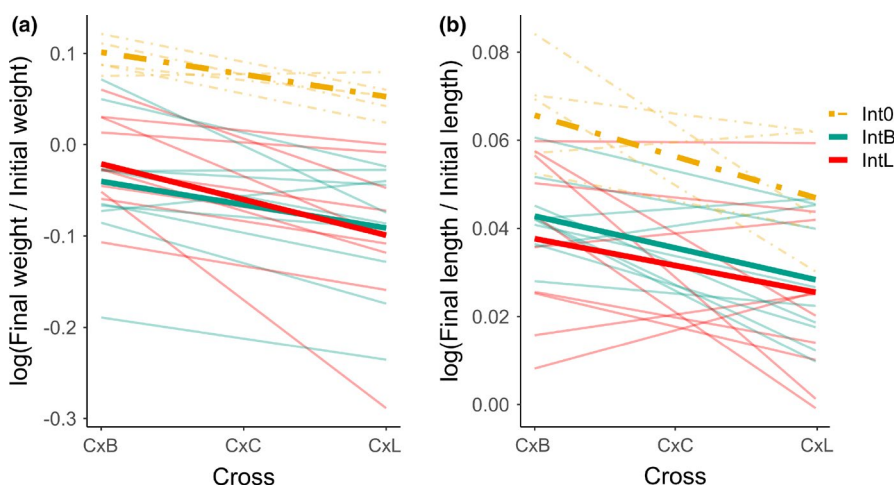 (a)
log(Final weight / Initial weight)
0.1
0.0
-0.1
-0.2
-0.3
CxB CxC CxL
Cross
(b)
log(Final length / Initial length)
0.08
0.06
0.04
0.02
0.00
CxB CxC CxL
Cross
Int0
IntB
IntL